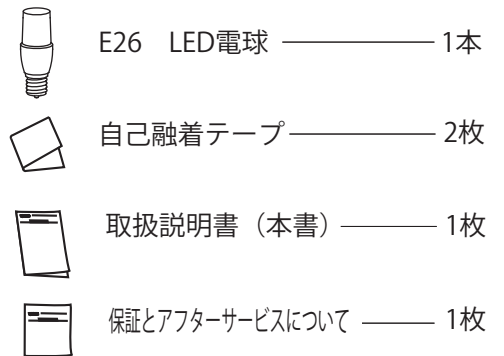 E26　LED電球 ――――― 1本
自己融着テープ ――――― 2枚
取扱説明書（本書） ―――― 1枚
保証とアフターサービスについて ――― 1枚